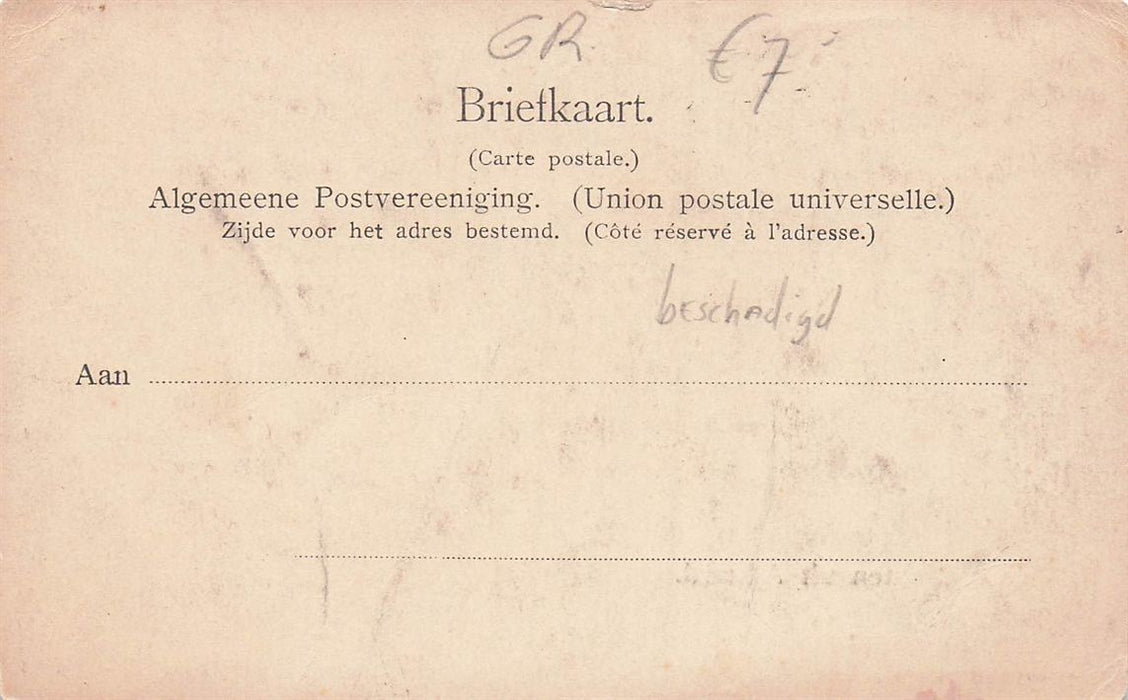 GR. €7,-
Briefkaart.
(Carte postale.)
Algemeene Postvereeniging. (Union postale universelle.)
Zijde voor het adres bestemd. (Côté réservé à l'adresse.)
beschadigd
Aan